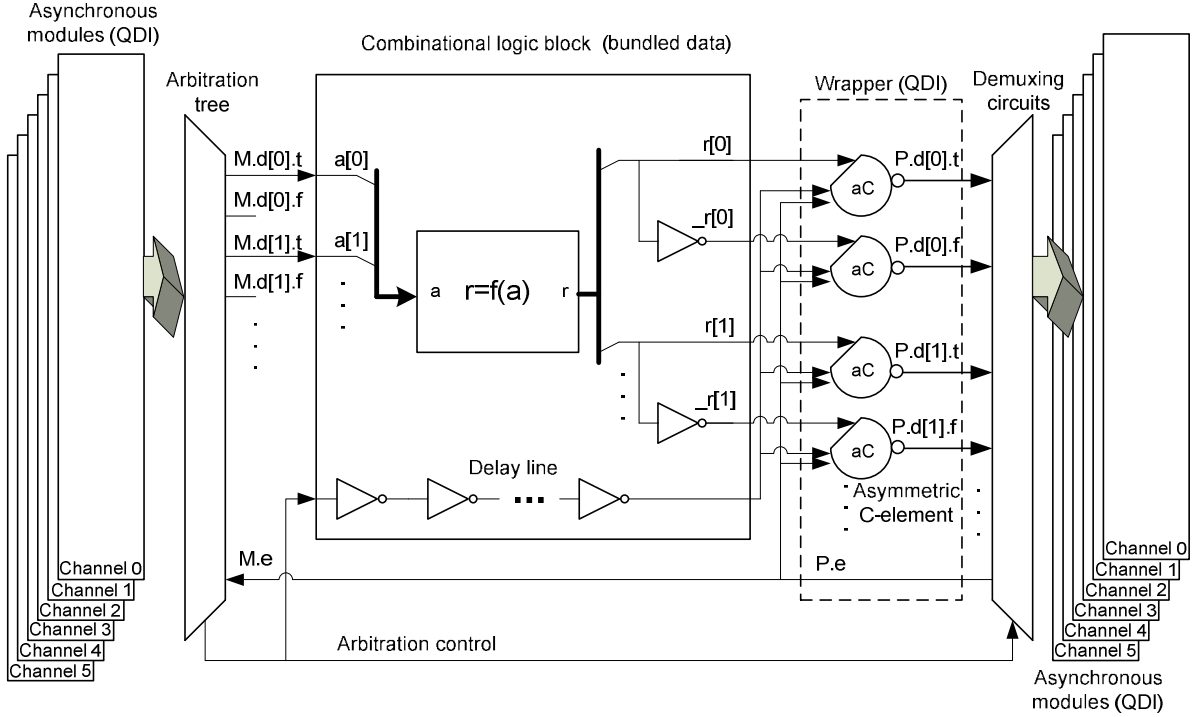 Asynchronous
modules (QDI)
Channel 0
Channel 1
Channel 2
Channel 3
Channel 4
Channel 5
Arbitration
tree
M.d[0].t
M.d[0].f
M.d[1].t
M.d[1].f
Combinational logic block (bundled data)
a[0]
a[1]
a
r=f(a)
r
r[0]
_r[0]
r[1]
_r[1]
Delay line
Wrapper (QDI)
aC
aC
aC
aC
Asymmetric
C-element
P.d[0].t
P.d[0].f
P.d[1].t
P.d[1].f
Demuxing
circuits
M.e
P.e
Arbitration control
Channel 0
Channel 1
Channel 2
Channel 3
Channel 4
Channel 5
Asynchronous
modules (QDI)